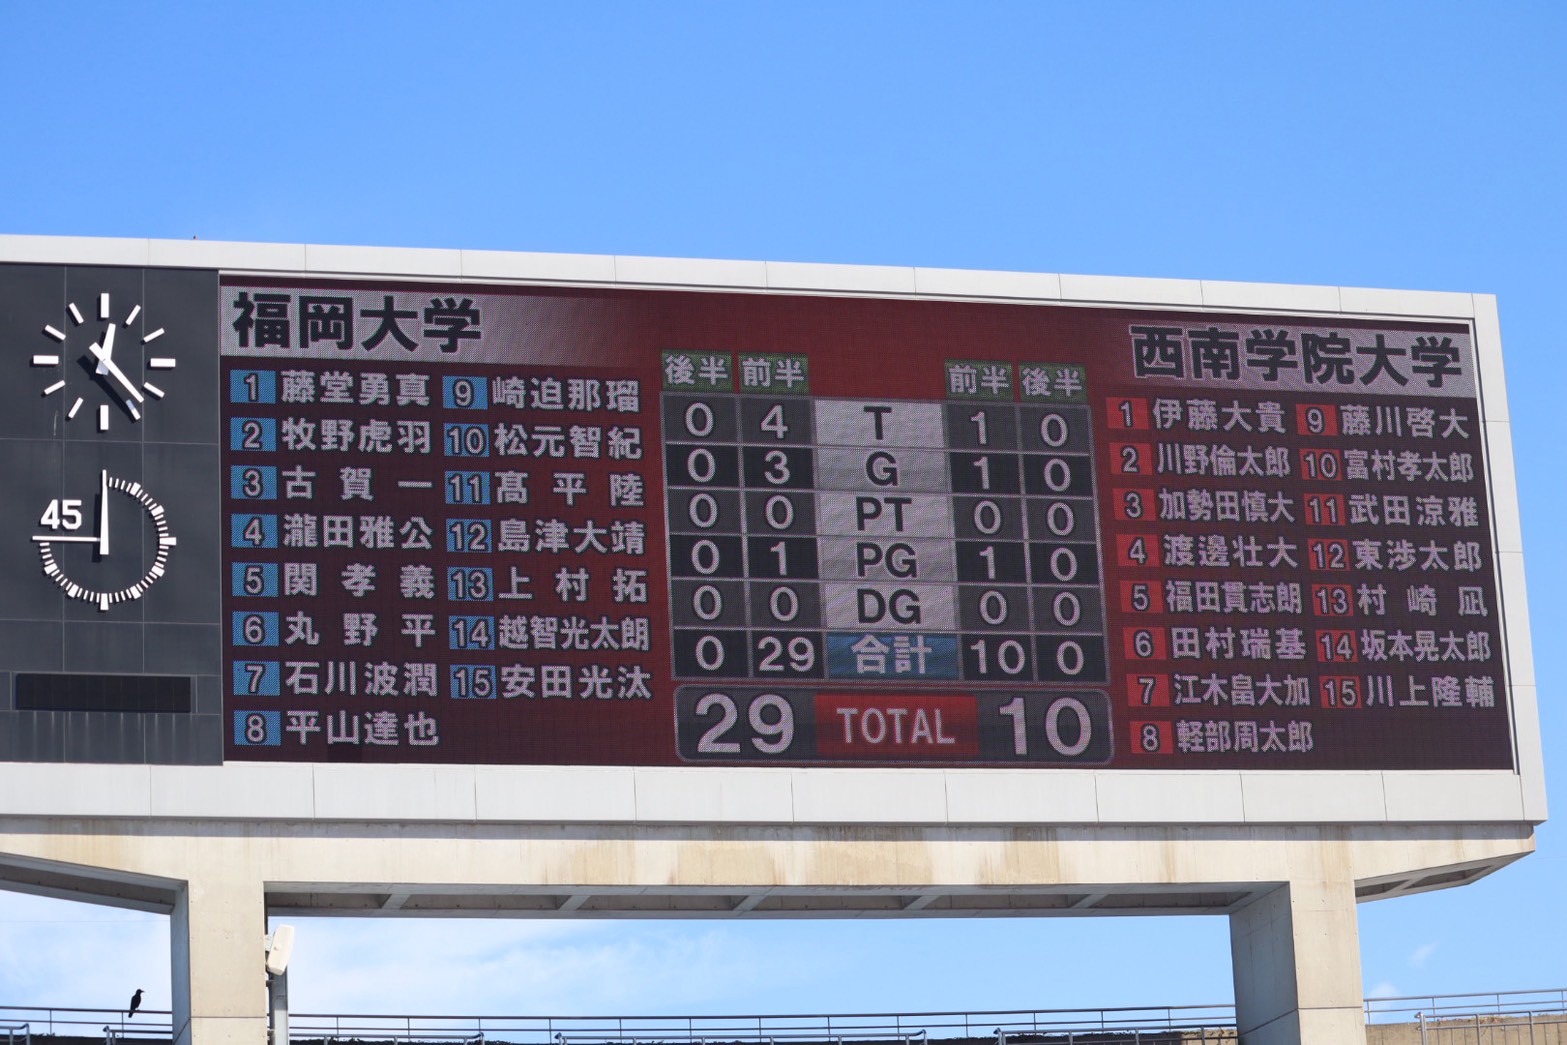 福岡大学
1 藤堂勇真 9 崎迫那瑠
2 牧野虎羽 10 松元智紀
3 古賀一 11 髙平陸
4 瀧田雅公 12 島津大靖
5 関孝義 13 上村拓
6 丸野平 14 越智光太朗
7 石川波潤 15 安田光汰
8 平山達也
後半 前半 前半 後半
0 4 T 1 0
0 3 G 1 0
0 0 PT 0 0
0 1 PG 1 0
0 0 DG 0 0
0 29 合計 10 0
29 TOTAL 10
西南学院大学
1 伊藤大貴 9 藤川啓大
2 川野倫太郎 10 富村孝太郎
3 加勢田慎大 11 武田涼雅
4 渡邊壮大 12 東渉太郎
5 福田貫志朗 13 村崎凪
6 田村瑞基 14 坂本晃太郎
7 江木畠大加 15 川上隆輔
8 軽部周太郎
45